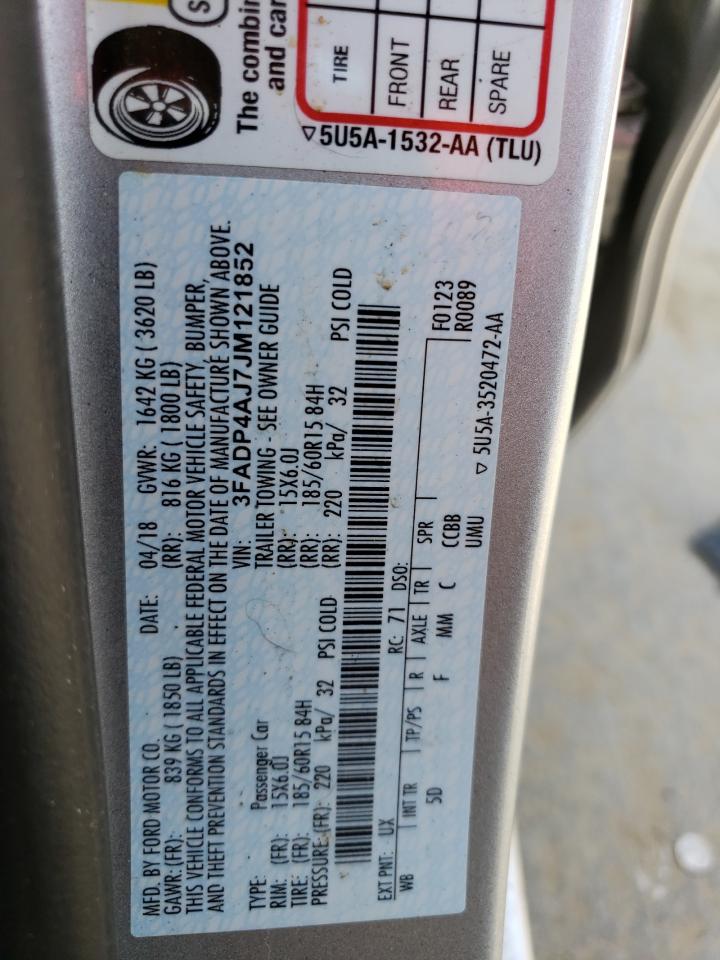 The combin
and car
S
TIRE
FRONT
REAR
SPARE
▽5U5A-1532-AA (TLU)
MFD. BY FORD MOTOR CO. DATE: 04/18 GVWR: 1642 KG ( 3620 LB)
GAWR:(FR): 839 KG ( 1850 LB) (RR): 816 KG ( 1800 LB)
THIS VEHICLE CONFORMS TO ALL APPLICABLE FEDERAL MOTOR VEHICLE SAFETY, BUMPER,
AND THEFT PREVENTION STANDARDS IN EFFECT ON THE DATE OF MANUFACTURE SHOWN ABOVE.
VIN: 3FADP4AJ7JM121852
TYPE: Passenger Car TRAILER TOWING - SEE OWNER GUIDE
RIM: (FR): 15X6.0J (RR): 15X6.0J
TIRE: (FR): 185/60R15 84H (RR): 185/60R15 84H
PRESSURE:(FR): 220 kPa/ 32 PSI COLD (RR): 220 kPa/ 32 PSI COLD
EXT PNT: UX RC: 71 DSO: F0123
WB INT TR TP/PS R AXLE TR SPR R0089
5D F MM C CCBB
UMU ▽ 5U5A-3520472-AA